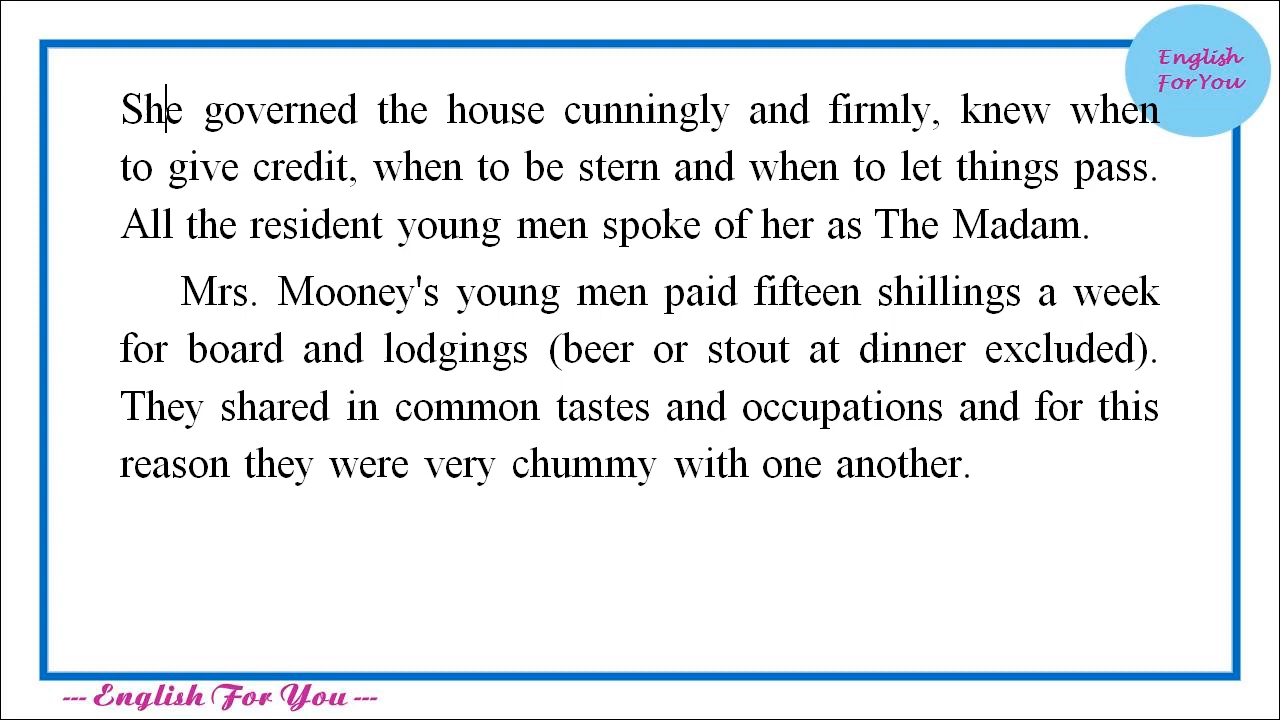 English
ForYou
She governed the house cunningly and firmly, knew when
to give credit, when to be stern and when to let things pass.
All the resident young men spoke of her as The Madam.
Mrs. Mooney's young men paid fifteen shillings a week
for board and lodgings (beer or stout at dinner excluded).
They shared in common tastes and occupations and for this
reason they were very chummy with one another.
--- English For You ---